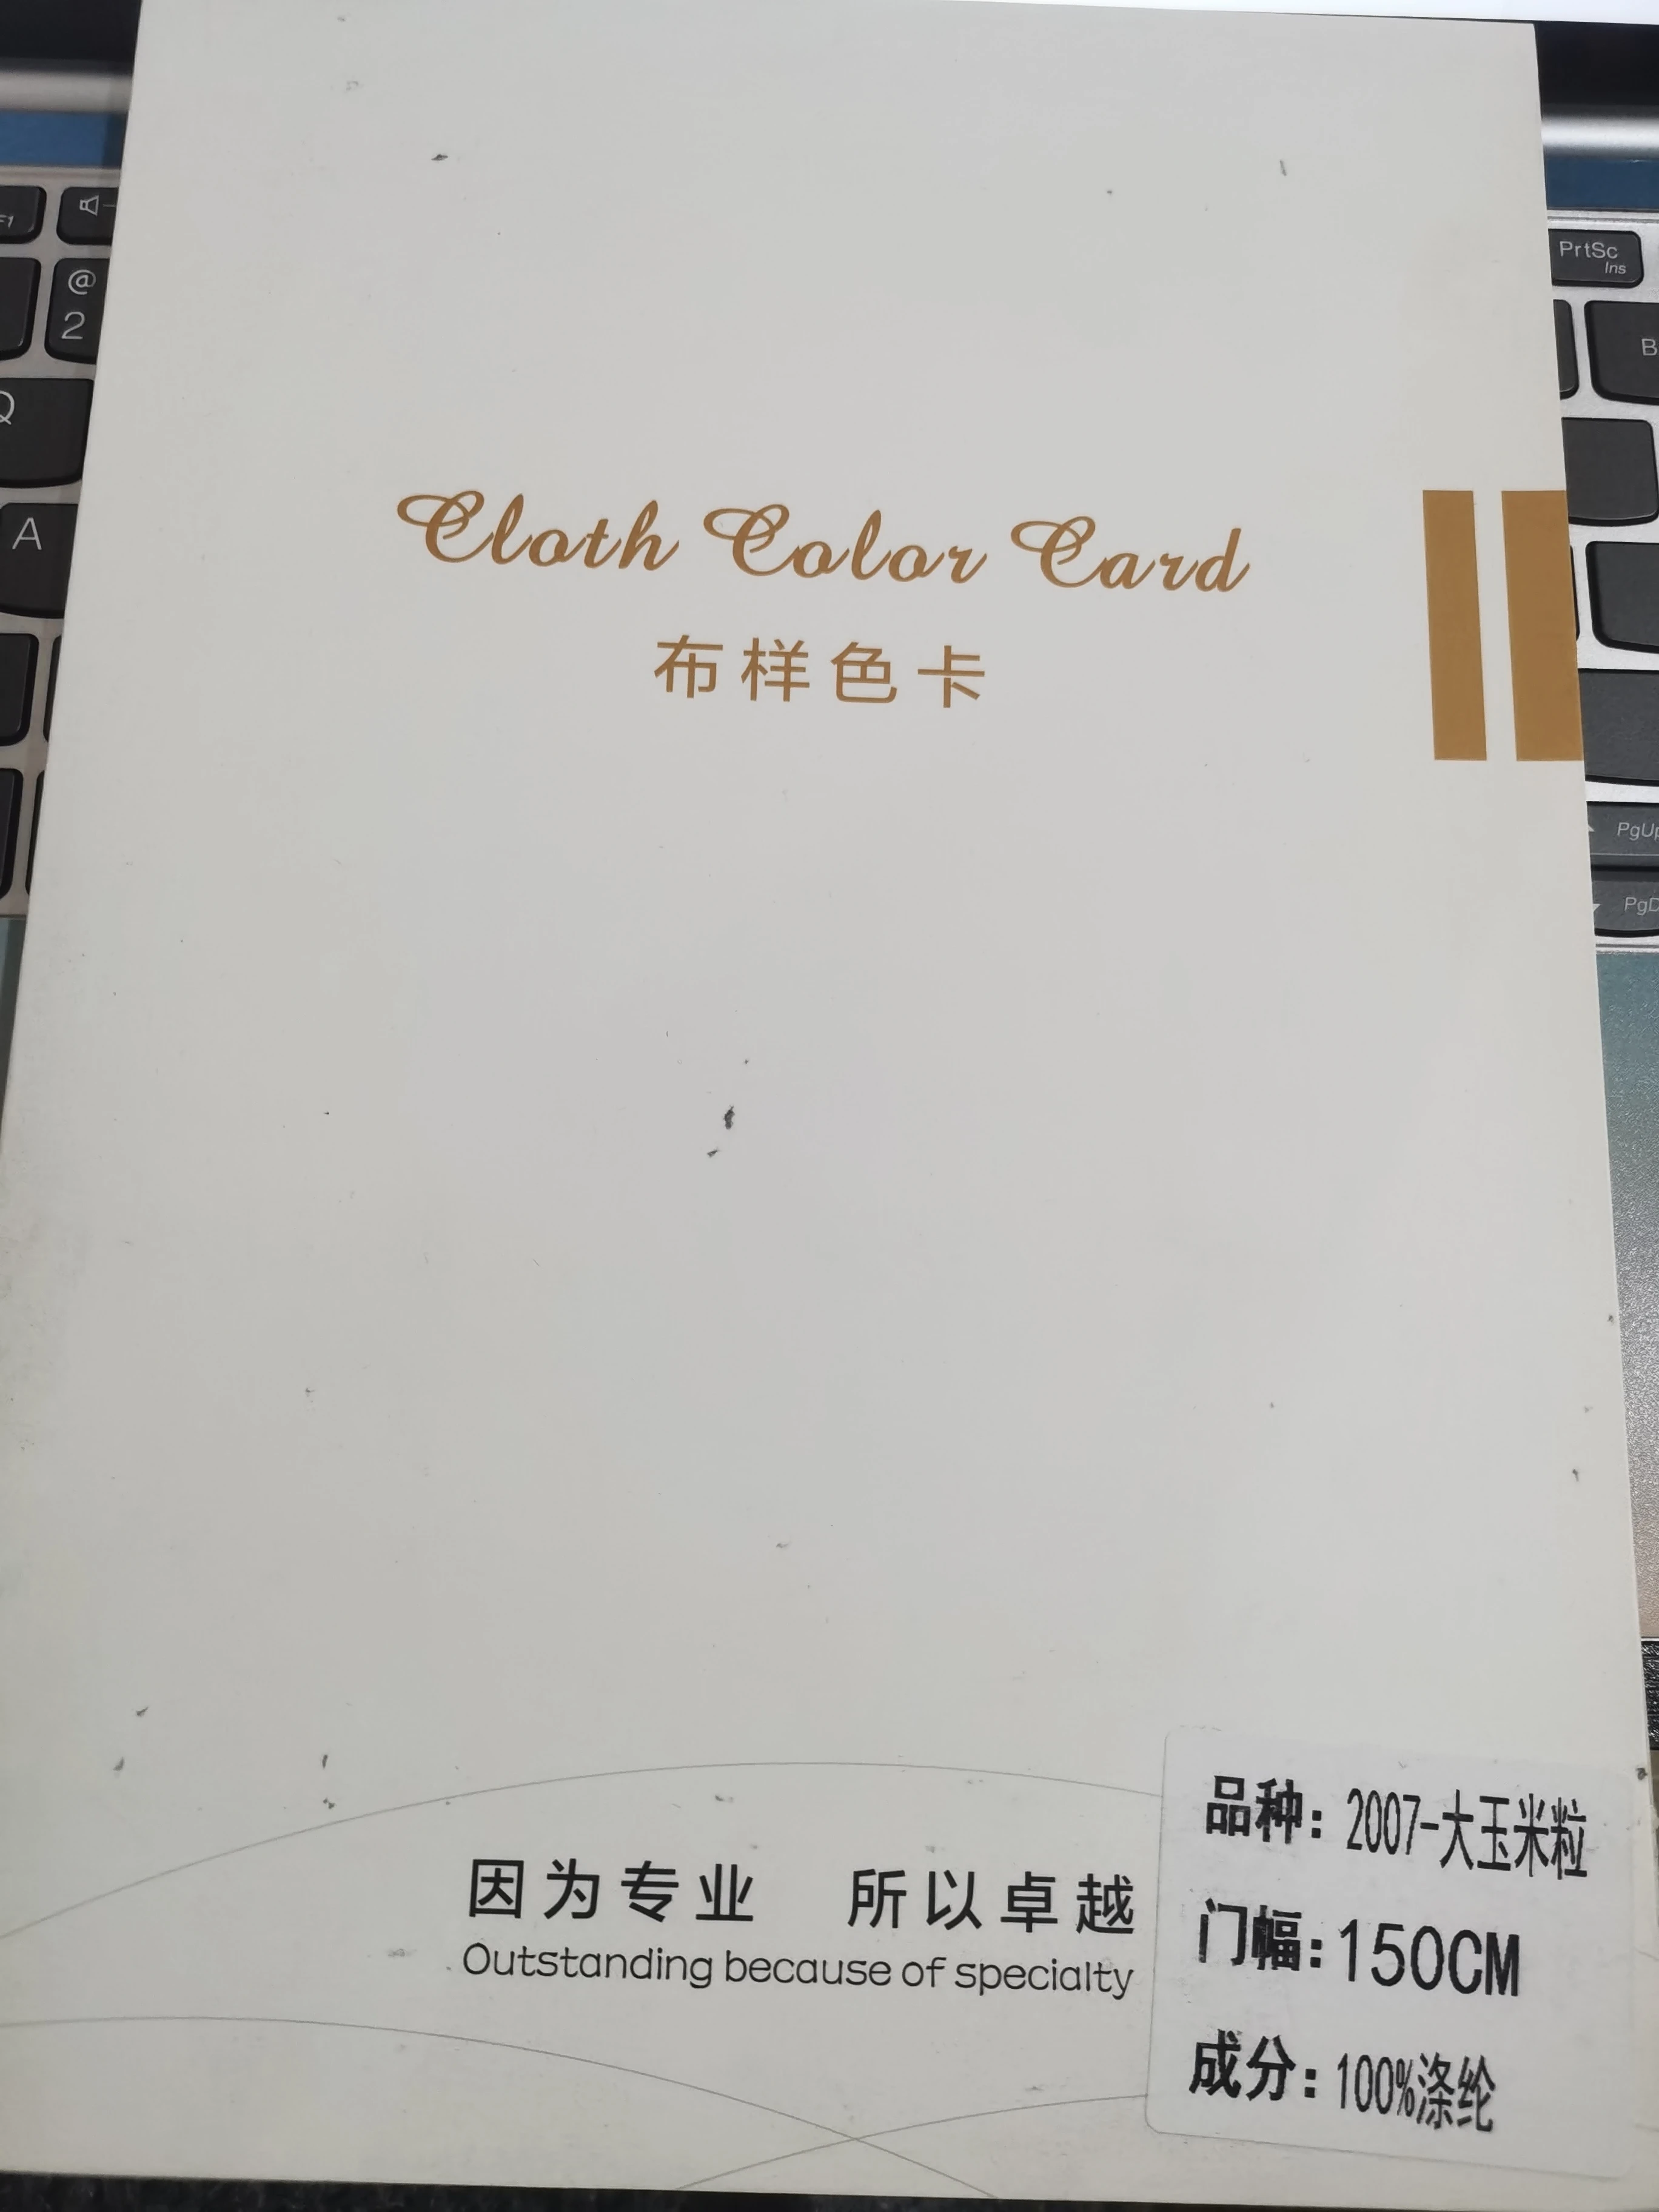 F1
@
2
Q
A
PrtSc
Ins
B
PgUp
PgD
Cloth Color Card
布样色卡
因为专业 所以卓越
Outstanding because of specialty
品种: 2007-大玉米粒
门幅:150CM
成分: 100%涤纶